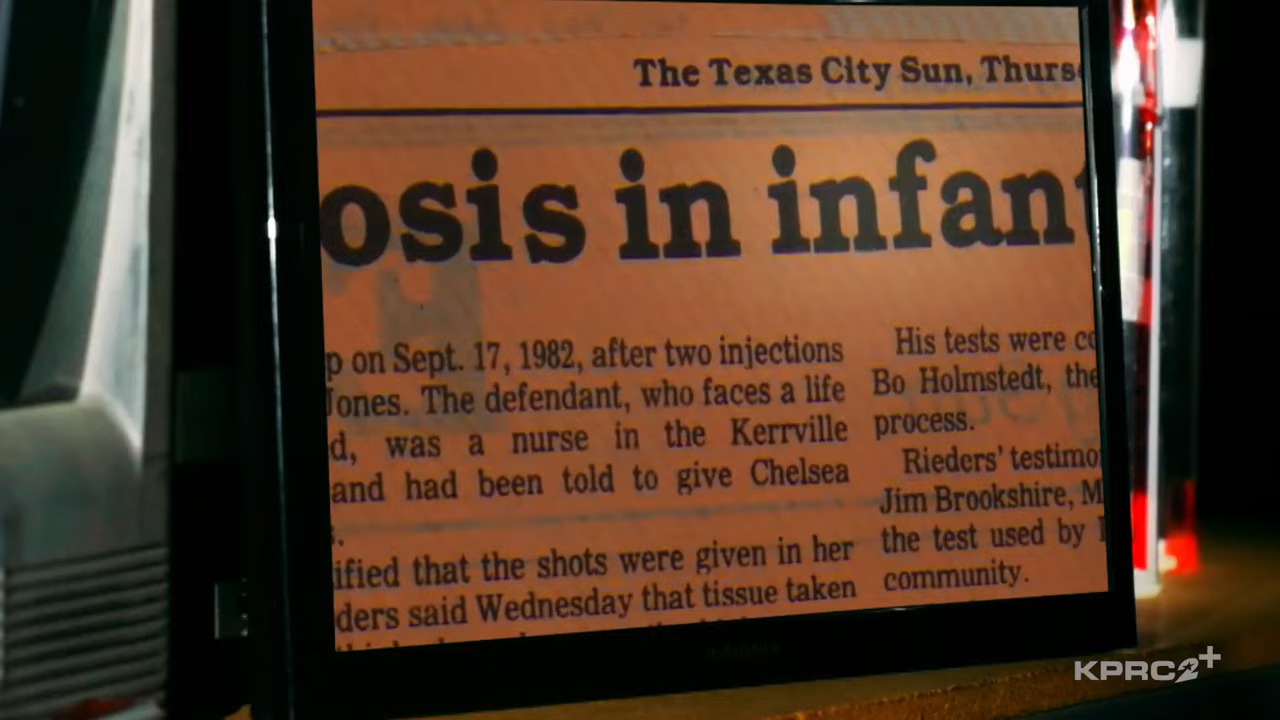 The Texas City Sun, Thurs
osis in infant
p on Sept. 17, 1982, after two injections
Jones. The defendant, who faces a life
d, was a nurse in the Kerrville
and had been told to give Chelsea
s.
ified that the shots were given in her
ders said Wednesday that tissue taken
His tests were co
Bo Holmstedt, the
process.
Rieders' testimo
Jim Brookshire, M
the test used by
community.
KPRC2+